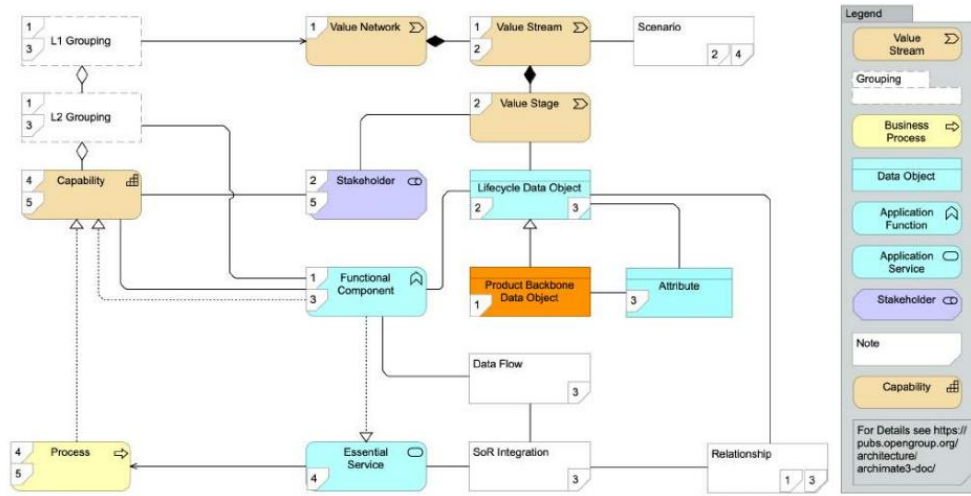 1
3
L1 Grouping
1
Value Network
1
2
Value Stream
Scenario
2
4
1
3
L2 Grouping
2
Value Stage
4
5
Capability
2
5
Stakeholder
Lifecycle Data Object
2
3
1
3
Functional
Component
Product Backbone
Data Object
1
Attribute
3
Data Flow
3
4
5
Process
Essential
Service
4
SoR Integration
3
Relationship
1
3
Legend
Value
Stream
Grouping
Business
Process
Data Object
Application
Function
Application
Service
Stakeholder
Note
Capability
For Details see https://
pubs.opengroup.org/
architecture/
archimate3-doc/